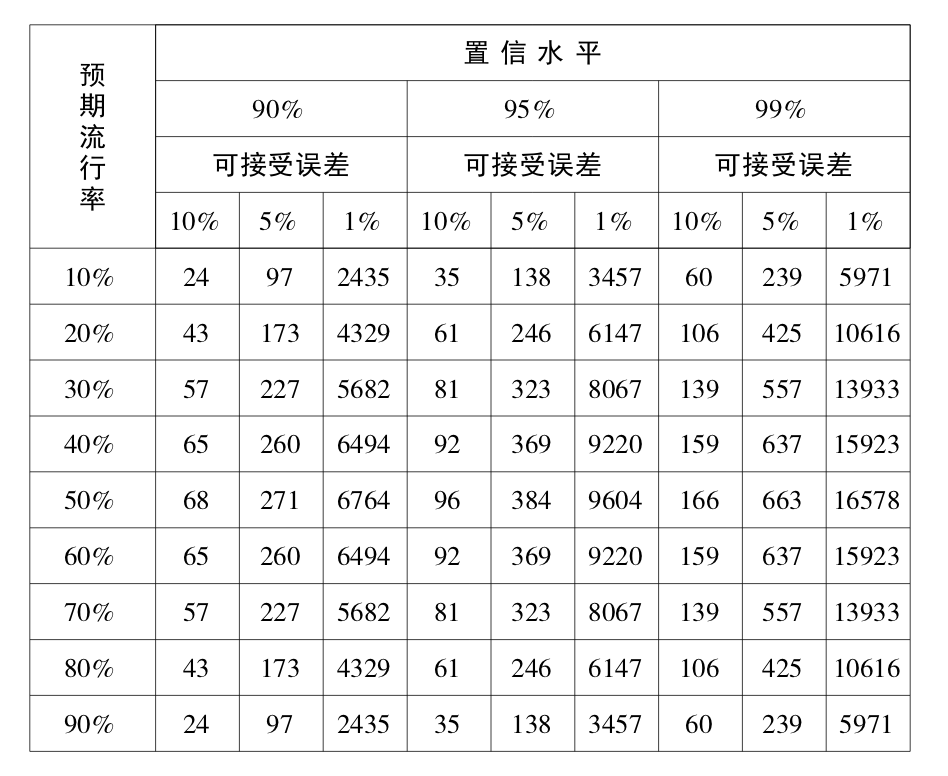 预期流行率
置信水平
90% 95% 99%
可接受误差 可接受误差 可接受误差
10% 5% 1% 10% 5% 1% 10% 5% 1%
10% 24 97 2435 35 138 3457 60 239 5971
20% 43 173 4329 61 246 6147 106 425 10616
30% 57 227 5682 81 323 8067 139 557 13933
40% 65 260 6494 92 369 9220 159 637 15923
50% 68 271 6764 96 384 9604 166 663 16578
60% 65 260 6494 92 369 9220 159 637 15923
70% 57 227 5682 81 323 8067 139 557 13933
80% 43 173 4329 61 246 6147 106 425 10616
90% 24 97 2435 35 138 3457 60 239 5971